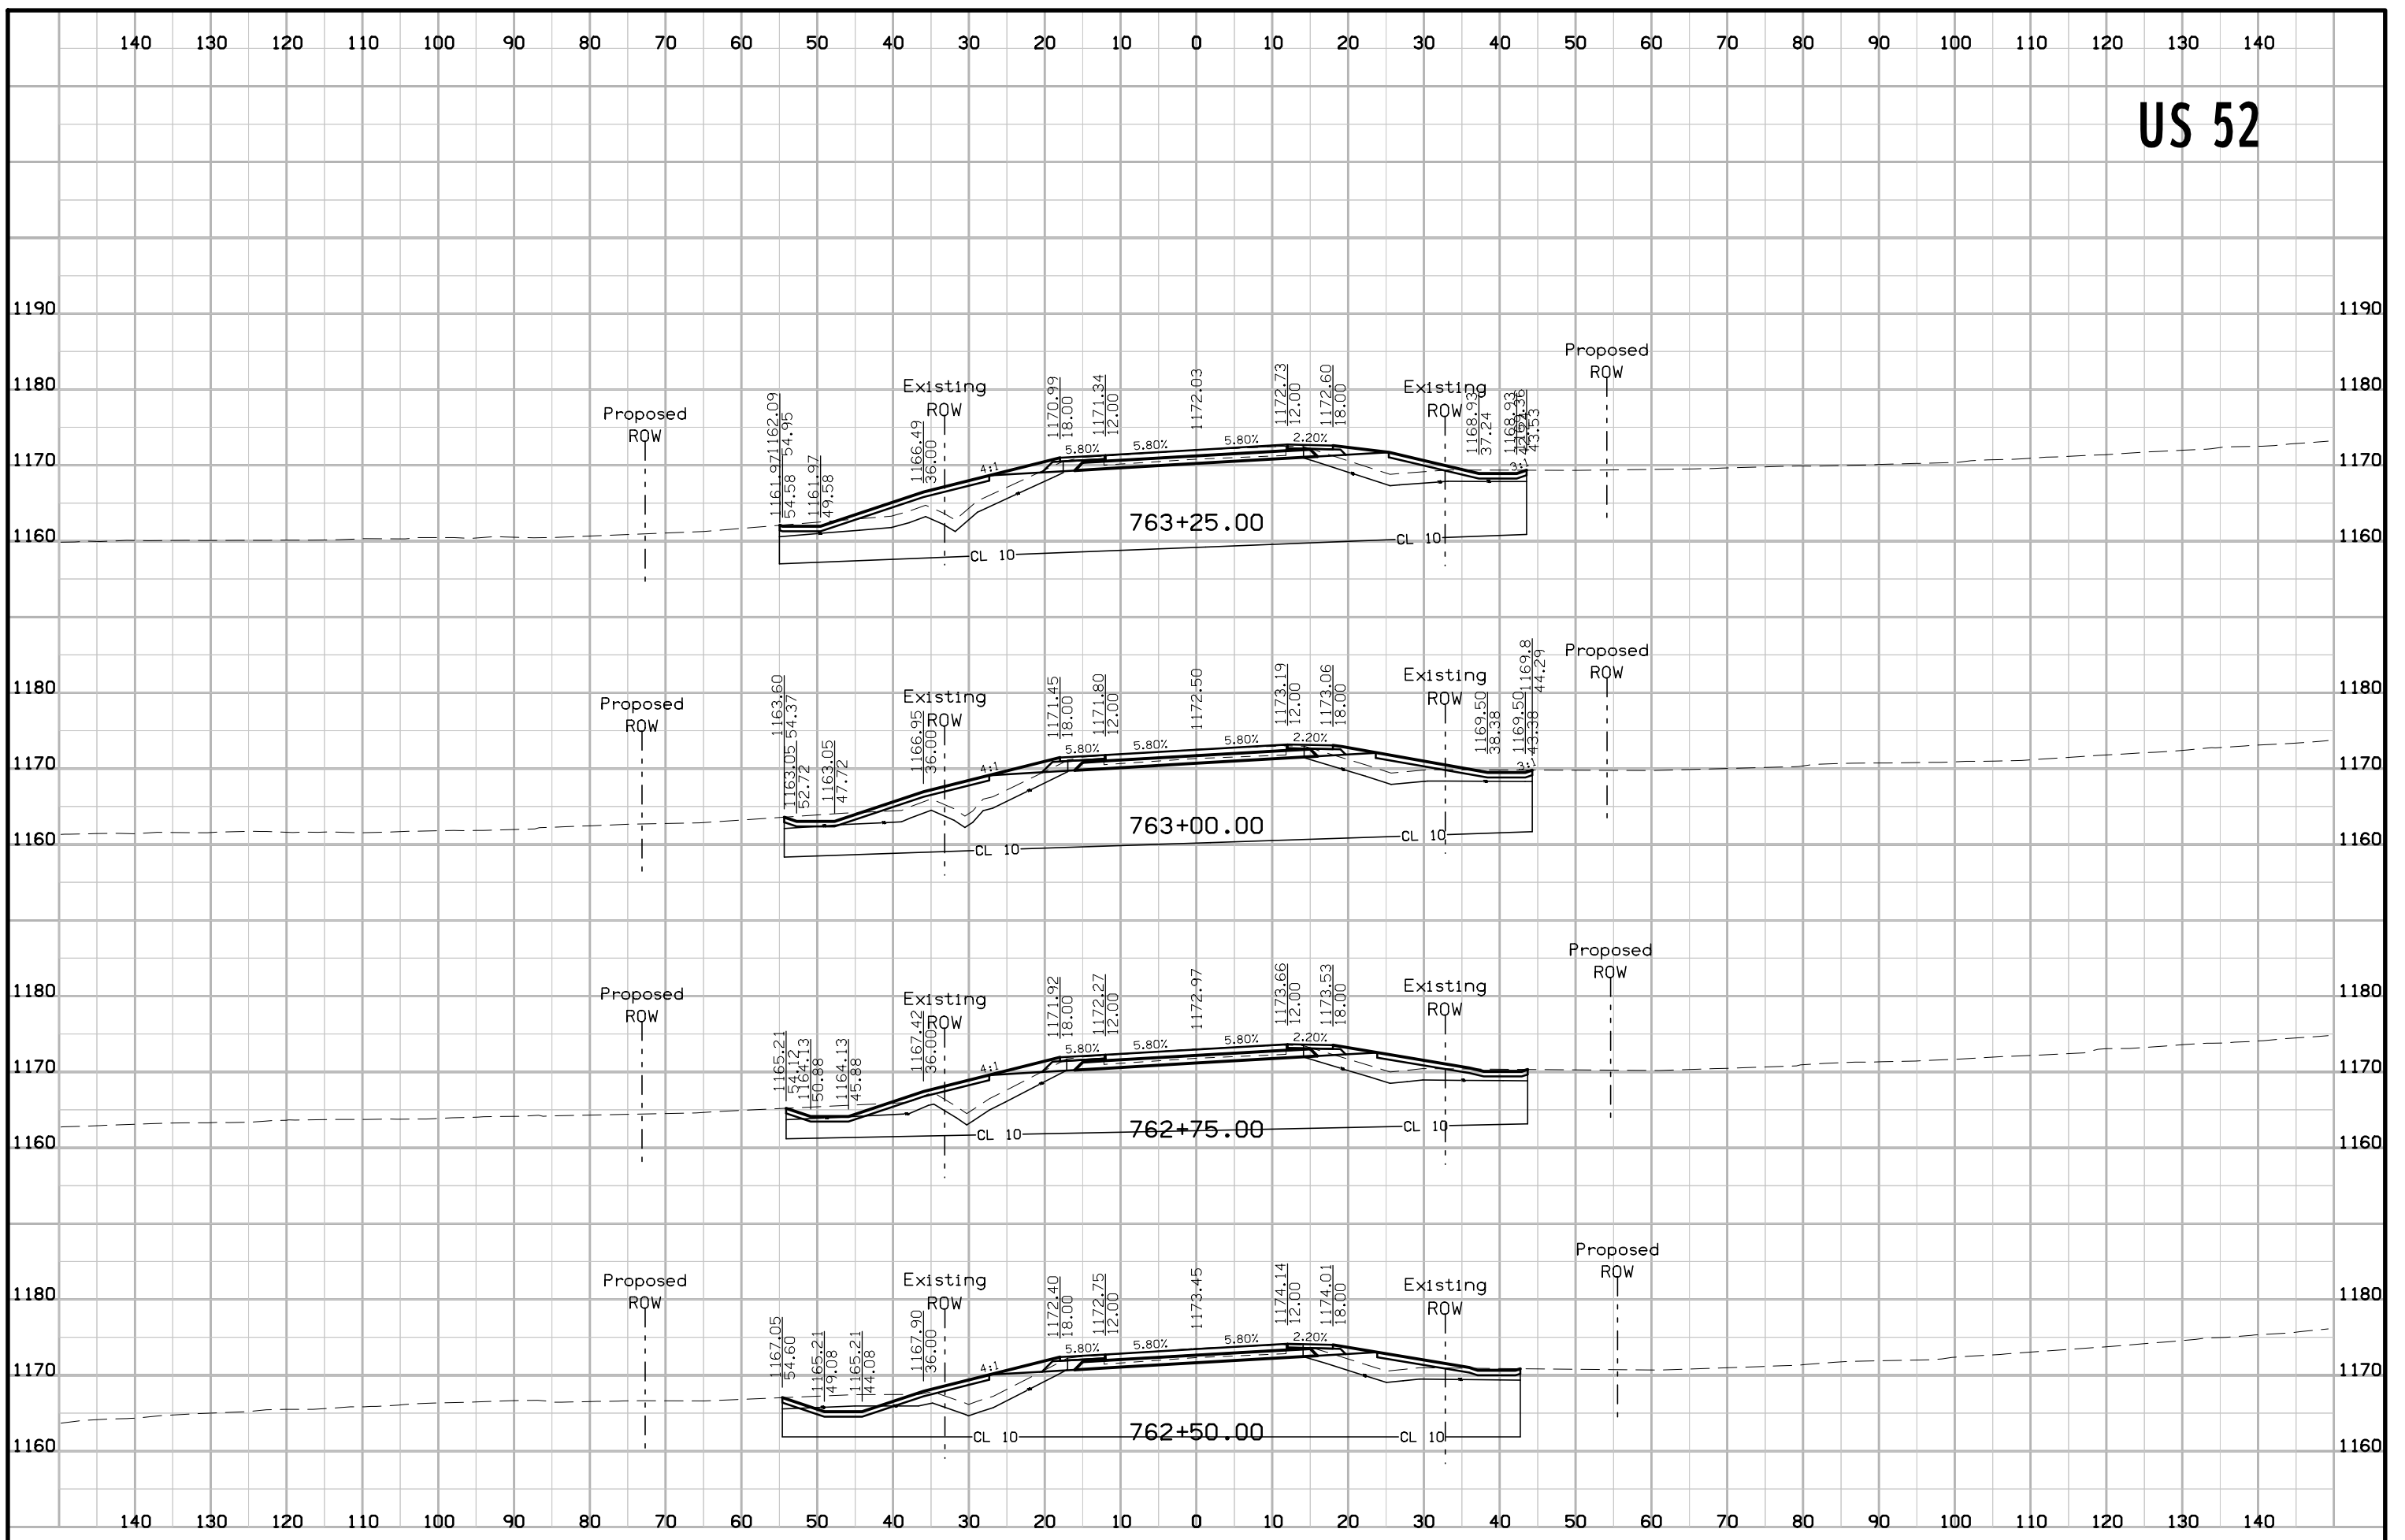 140 130 120 110 100 90 80 70 60 50 40 30 20 10 0 10 20 30 40 50 60 70 80 90 100 110 120 130 140
US 52
1190 1190
1180 1180
1170 1170
1160 1160
Proposed
ROW
1162.09
54.95
1161.97
54.58
1161.97
49.58
1166.49
36.00
Existing
ROW
1170.99
18.00
1171.34
12.00
1172.03
1172.73
12.00
1172.60
18.00
Existing
ROW
1168.93
37.24
1168.93
43.53
Proposed
ROW
4:1 5.80% 5.80% 5.80% 2.20% 3:1
763+25.00
CL 10 CL 10
1180 1180
1170 1170
1160 1160
Proposed
ROW
1163.60
54.37
1163.05
52.72
1163.05
47.72
1166.95
36.00
Existing
ROW
1171.45
18.00
1171.80
12.00
1172.50
1173.19
12.00
1173.06
18.00
Existing
ROW
1169.50
38.38
1169.50
43.38
1169.8
44.29
Proposed
ROW
4:1 5.80% 5.80% 5.80% 2.20% 3:1
763+00.00
CL 10 CL 10
1180 1180
1170 1170
1160 1160
Proposed
ROW
1165.21
54.12
1164.13
50.88
1164.13
45.88
1167.42
36.00
Existing
ROW
1171.92
18.00
1172.27
12.00
1172.97
1173.66
12.00
1173.53
18.00
Existing
ROW
Proposed
ROW
4:1 5.80% 5.80% 5.80% 2.20%
762+75.00
CL 10 CL 10
1180 1180
1170 1170
1160 1160
Proposed
ROW
1167.05
54.60
1165.21
49.08
1165.21
44.08
1167.90
36.00
Existing
ROW
1172.40
18.00
1172.75
12.00
1173.45
1174.14
12.00
1174.01
18.00
Existing
ROW
Proposed
ROW
4:1 5.80% 5.80% 5.80% 2.20%
762+50.00
CL 10 CL 10
140 130 120 110 100 90 80 70 60 50 40 30 20 10 0 10 20 30 40 50 60 70 80 90 100 110 120 130 140